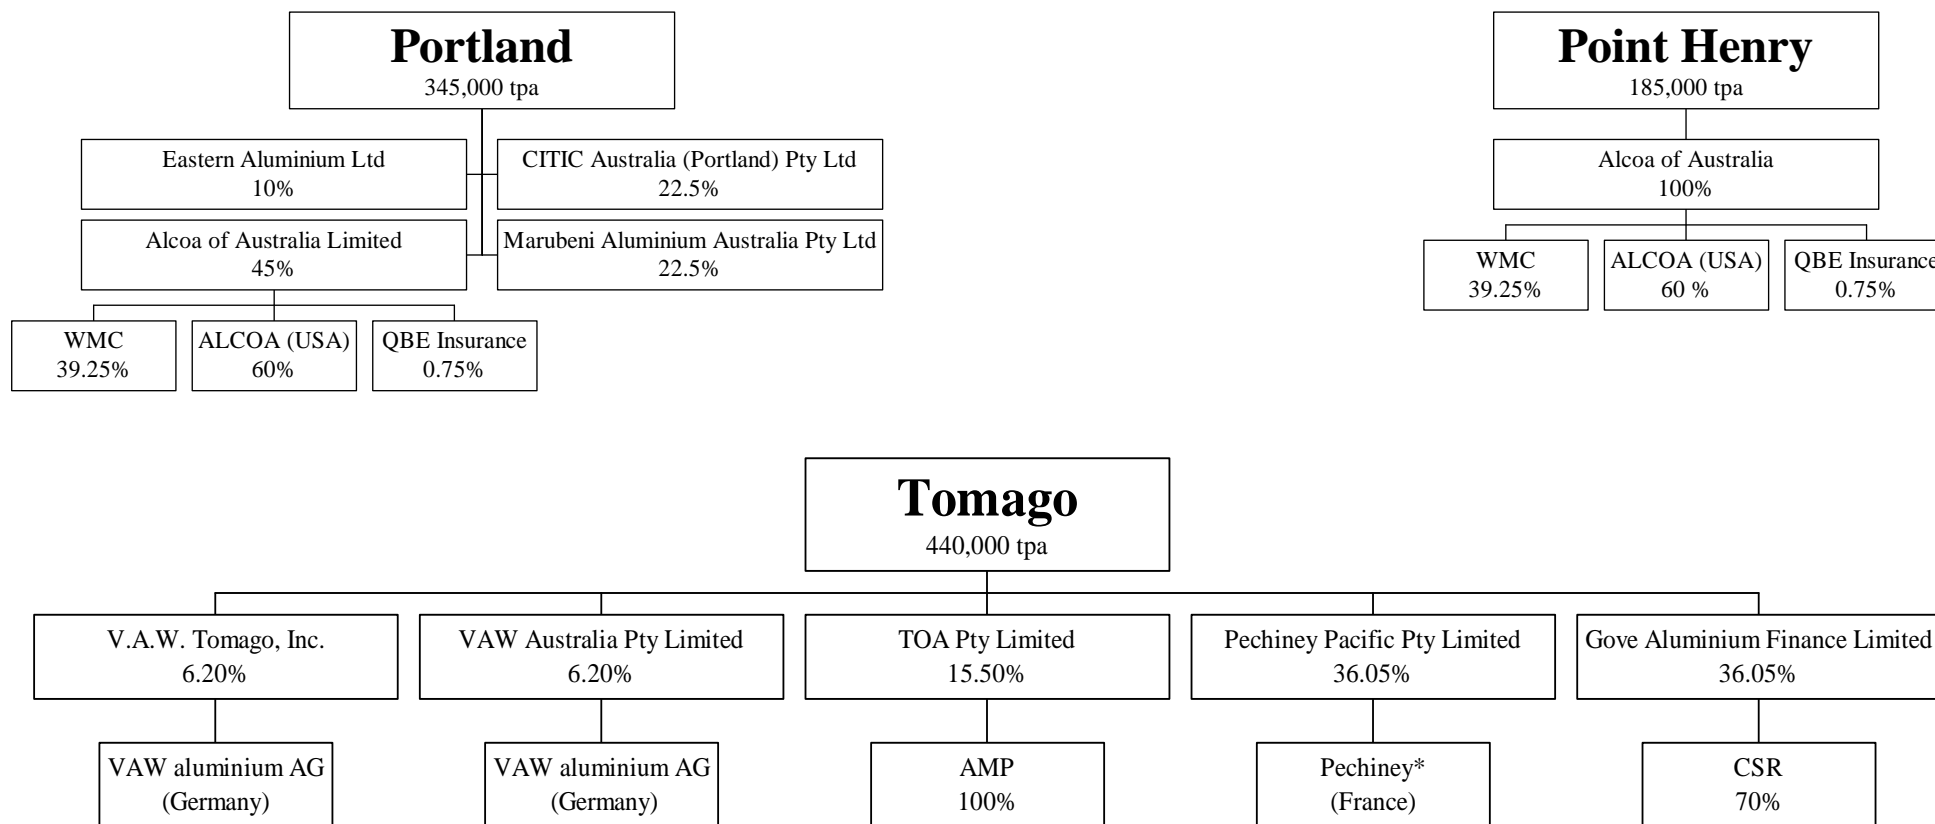 Portland
345,000 tpa
Eastern Aluminium Ltd
10%
CITIC Australia (Portland) Pty Ltd
22.5%
Alcoa of Australia Limited
45%
Marubeni Aluminium Australia Pty Ltd
22.5%
WMC
39.25%
ALCOA (USA)
60%
QBE Insurance
0.75%
Point Henry
185,000 tpa
Alcoa of Australia
100%
WMC
39.25%
ALCOA (USA)
60 %
QBE Insurance
0.75%
Tomago
440,000 tpa
V.A.W. Tomago, Inc.
6.20%
VAW Australia Pty Limited
6.20%
TOA Pty Limited
15.50%
Pechiney Pacific Pty Limited
36.05%
Gove Aluminium Finance Limited
36.05%
VAW aluminium AG
(Germany)
VAW aluminium AG
(Germany)
AMP
100%
Pechiney*
(France)
CSR
70%